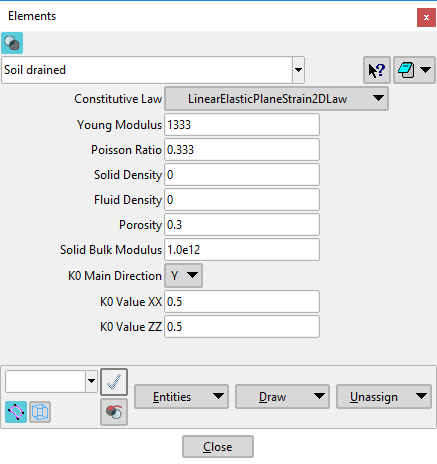 Elements
x
Soil drained
?
Constitutive Law LinearElasticPlaneStrain2DLaw
Young Modulus 1333
Poisson Ratio 0.333
Solid Density 0
Fluid Density 0
Porosity 0.3
Solid Bulk Modulus 1.0e12
K0 Main Direction Y
K0 Value XX 0.5
K0 Value ZZ 0.5
Entities Draw Unassign
Close